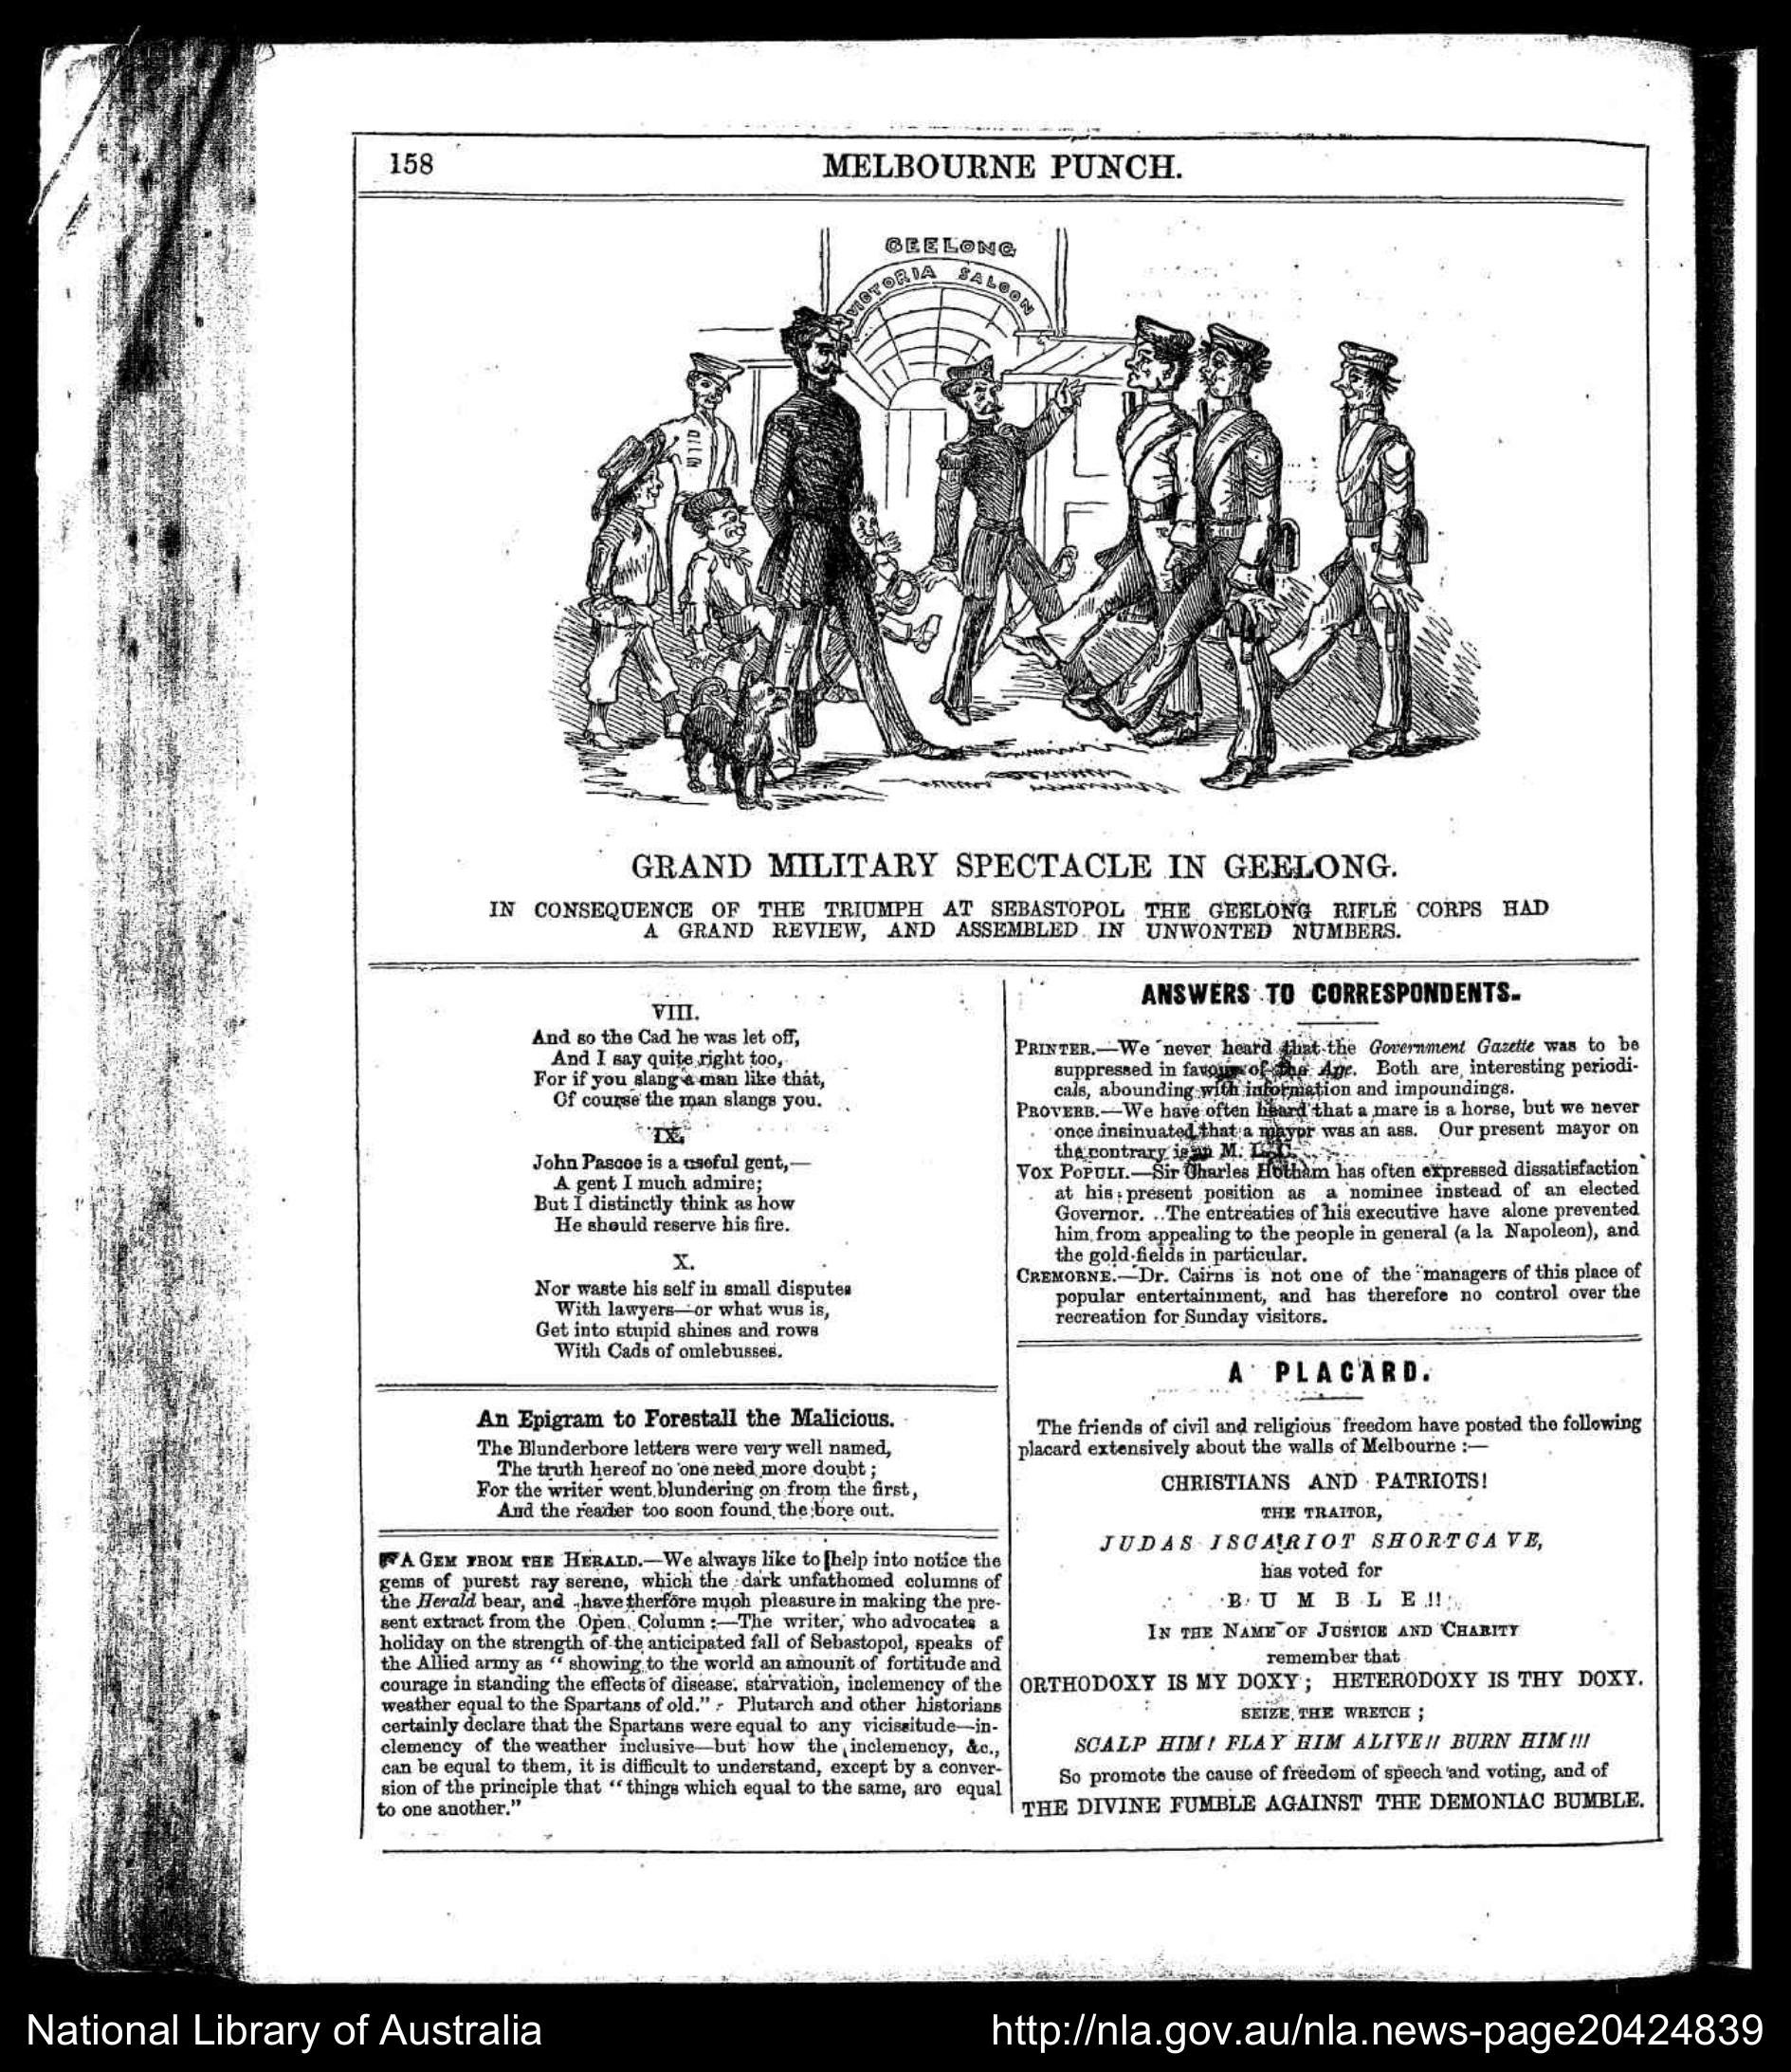 158
MELBOURNE PUNCH.
GEELONG
VICTORIA SALOON
GRAND MILITARY SPECTACLE IN GEELONG.
IN CONSEQUENCE OF THE TRIUMPH AT SEBASTOPOL THE GEELONG RIFLE CORPS HAD
A GRAND REVIEW, AND ASSEMBLED IN UNWONTED NUMBERS.
VIII.
And so the Cad he was let off,
And I say quite right too,
For if you slang a man like that,
Of course the man slangs you.
IX.
John Pascoe is a useful gent,—
A gent I much admire;
But I distinctly think as how
He should reserve his fire.
X.
Nor waste his self in small disputes
With lawyers—or what wus is,
Get into stupid shines and rows
With Cads of omlebusses.
An Epigram to Forestall the Malicious.
The Blunderbore letters were very well named,
The truth hereof no one need more doubt;
For the writer went blundering on from the first,
And the reader too soon found the bore out.
A GEM FROM THE HERALD.—We always like to help into notice the
gems of purest ray serene, which the dark unfathomed columns of
the Herald bear, and have therfore much pleasure in making the pre-
sent extract from the Open Column:—The writer, who advocates a
holiday on the strength of the anticipated fall of Sebastopol, speaks of
the Allied army as "showing to the world an amount of fortitude and
courage in standing the effects of disease, starvation, inclemency of the
weather equal to the Spartans of old." Plutarch and other historians
certainly declare that the Spartans were equal to any vicissitude—in-
clemency of the weather inclusive—but how the inclemency, &c.,
can be equal to them, it is difficult to understand, except by a conver-
sion of the principle that "things which equal to the same, are equal
to one another."
ANSWERS TO CORRESPONDENTS.
PRINTER.—We never heard that the Government Gazette was to be
suppressed in favour of the Age. Both are interesting periodi-
cals, abounding with information and impoundings.
PROVERB.—We have often heard that a mare is a horse, but we never
once insinuated that a mayor was an ass. Our present mayor on
the contrary is an M. L. C.
VOX POPULI.—Sir Charles Hotham has often expressed dissatisfaction
at his present position as a nominee instead of an elected
Governor. The entreaties of his executive have alone prevented
him from appealing to the people in general (a la Napoleon), and
the gold-fields in particular.
CREMORNE.—Dr. Cairns is not one of the managers of this place of
popular entertainment, and has therefore no control over the
recreation for Sunday visitors.
A PLACARD.
The friends of civil and religious freedom have posted the following
placard extensively about the walls of Melbourne:—
CHRISTIANS AND PATRIOTS!
THE TRAITOR,
JUDAS ISCARIOT SHORTCAVE,
has voted for
BUMBLE!!
IN THE NAME OF JUSTICE AND CHARITY
remember that
ORTHODOXY IS MY DOXY; HETERODOXY IS THY DOXY.
SEIZE THE WRETCH;
SCALP HIM! FLAY HIM ALIVE!! BURN HIM!!!
So promote the cause of freedom of speech and voting, and of
THE DIVINE FUMBLE AGAINST THE DEMONIAC BUMBLE.
National Library of Australia
http://nla.gov.au/nla.news-page20424839